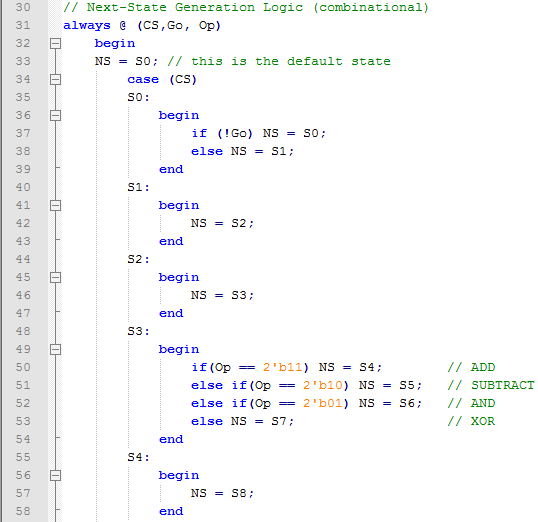 30 // Next-State Generation Logic (combinational)
31 always @ (CS,Go, Op)
32 begin
33 NS = S0; // this is the default state
34 case (CS)
35 S0:
36 begin
37 if (!Go) NS = S0;
38 else NS = S1;
39 end
40 S1:
41 begin
42 NS = S2;
43 end
44 S2:
45 begin
46 NS = S3;
47 end
48 S3:
49 begin
50 if(Op == 2'b11) NS = S4; // ADD
51 else if(Op == 2'b10) NS = S5; // SUBTRACT
52 else if(Op == 2'b01) NS = S6; // AND
53 else NS = S7; // XOR
54 end
55 S4:
56 begin
57 NS = S8;
58 end